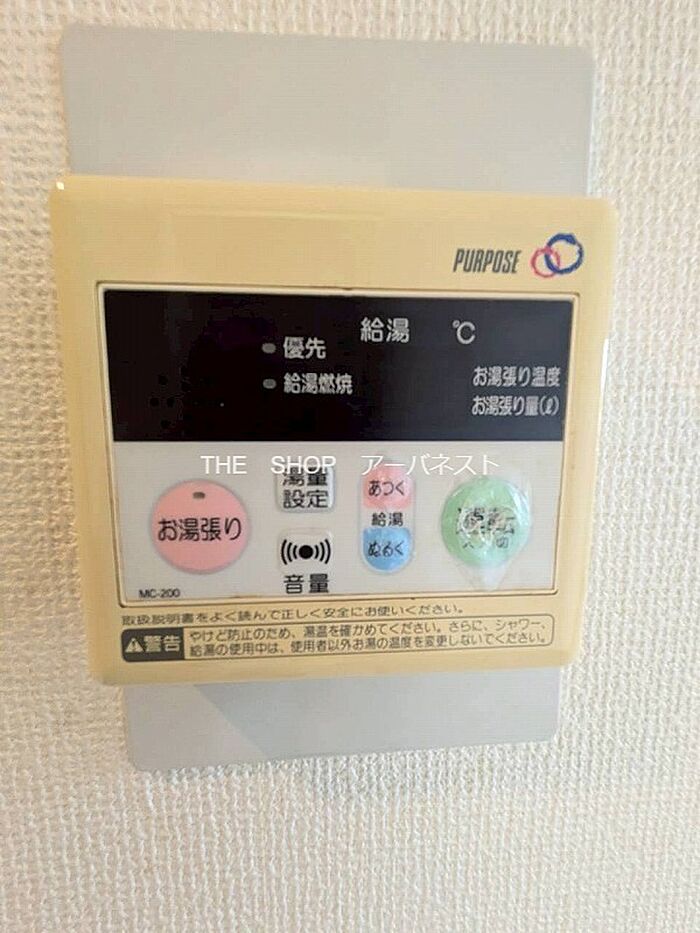 PURPOSE
給湯 ℃
優先
給湯燃焼
お湯張り温度
お湯張り量(ℓ)
THE SHOP アーバネスト
湯量
設定
お湯張り
あつく
給湯
ぬるく
運転
入 切
音量
MC-200
取扱説明書をよく読んで正しく安全にお使いください。
警告
やけど防止のため、湯温を確かめてください。さらに、シャワー、
給湯の使用中は、使用者以外お湯の温度を変更しないでください。